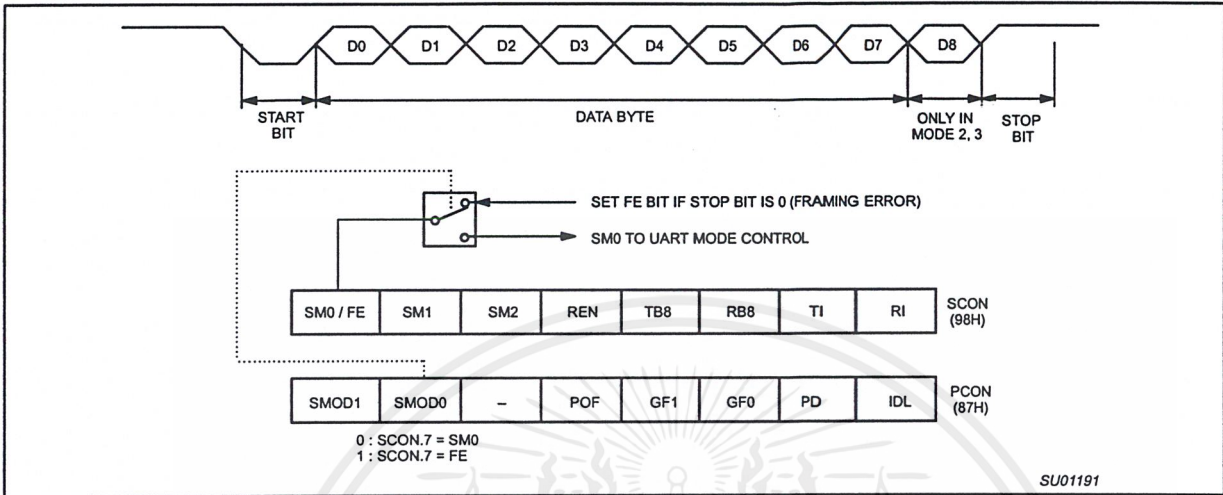 D0 D1 D2 D3 D4 D5 D6 D7 D8
START
BIT
DATA BYTE
ONLY IN
MODE 2, 3
STOP
BIT
SET FE BIT IF STOP BIT IS 0 (FRAMING ERROR)
SM0 TO UART MODE CONTROL
SM0 / FE SM1 SM2 REN TB8 RB8 TI RI
SCON
(98H)
SMOD1 SMOD0 – POF GF1 GF0 PD IDL
PCON
(87H)
0 : SCON.7 = SM0
1 : SCON.7 = FE
SU01191